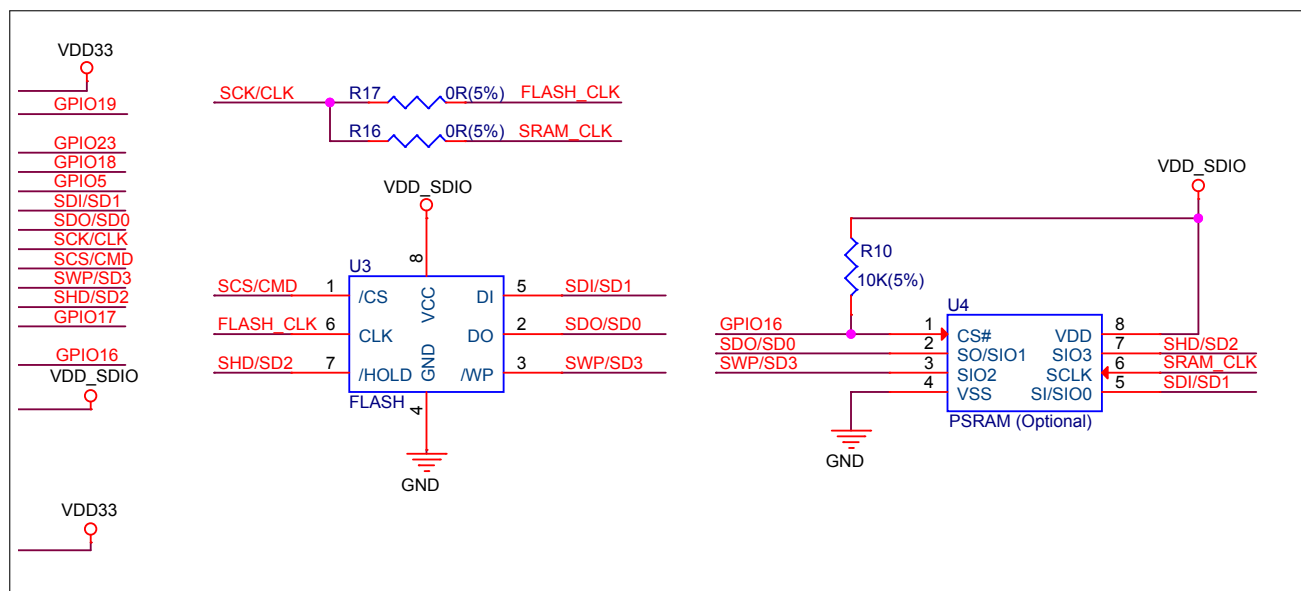 VDD33
GPIO19
GPIO23
GPIO18
GPIO5
SDI/SD1
SDO/SD0
SCK/CLK
SCS/CMD
SWP/SD3
SHD/SD2
GPIO17
GPIO16
VDD_SDIO
VDD33
SCK/CLK R17 0R(5%) FLASH_CLK
R16 0R(5%) SRAM_CLK
VDD_SDIO
8
U3
SCS/CMD 1 /CS VCC DI 5 SDI/SD1
FLASH_CLK 6 CLK DO 2 SDO/SD0
SHD/SD2 7 /HOLD GND /WP 3 SWP/SD3
FLASH 4
GND
VDD_SDIO
R10
10K(5%)
U4
GPIO16 1 CS# VDD 8
SDO/SD0 2 SO/SIO1 SIO3 7 SHD/SD2
SWP/SD3 3 SIO2 SCLK 6 SRAM_CLK
4 VSS SI/SIO0 5 SDI/SD1
PSRAM (Optional)
GND